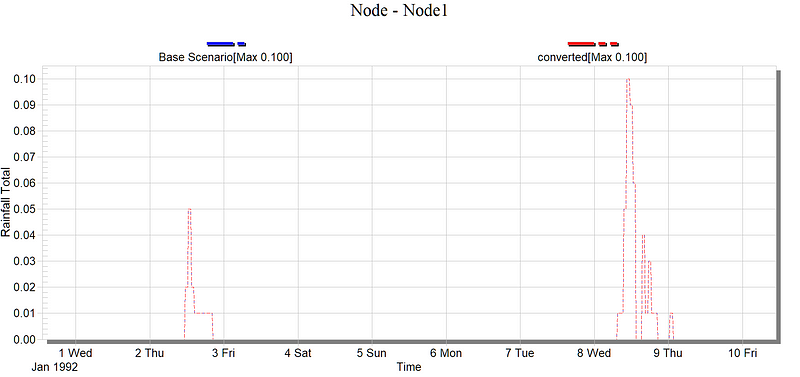 Node - Node1
Base Scenario[Max 0.100] converted[Max 0.100]
Rainfall Total
0.10
0.09
0.08
0.07
0.06
0.05
0.04
0.03
0.02
0.01
0.00
1 Wed 2 Thu 3 Fri 4 Sat 5 Sun 6 Mon 7 Tue 8 Wed 9 Thu 10 Fri
Jan 1992 Time